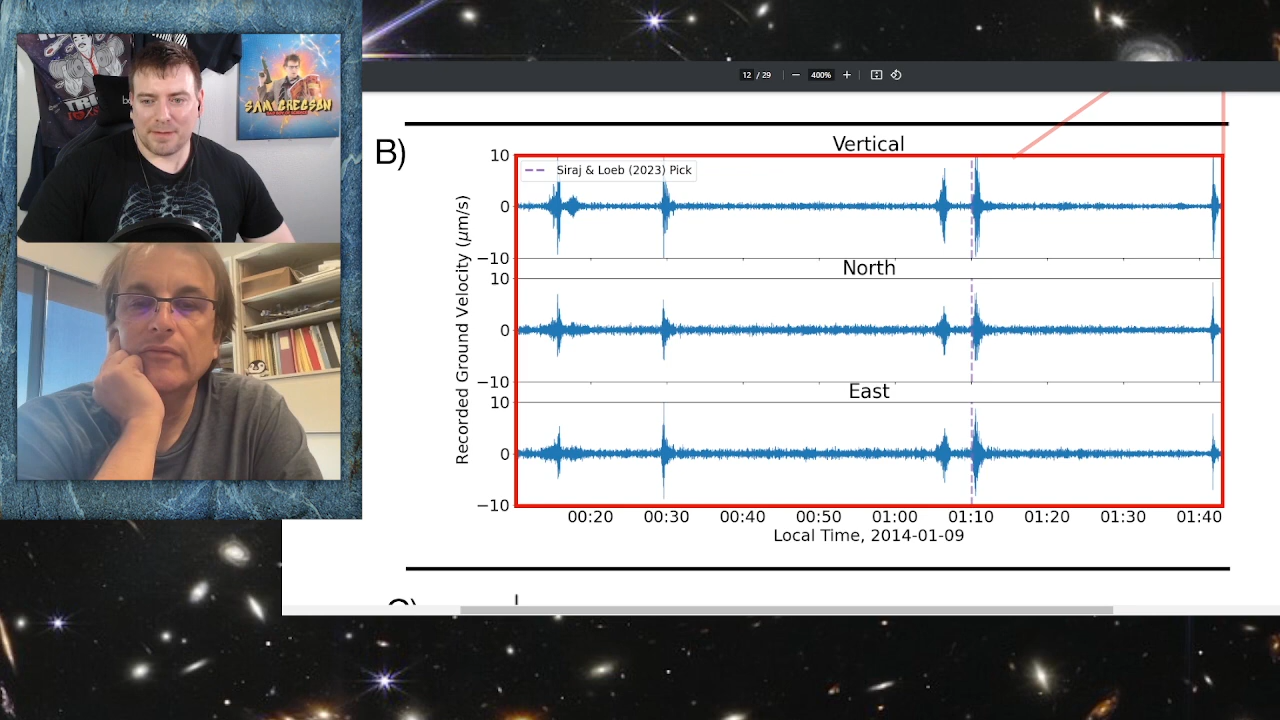 12 / 29
400%
TRI
SAM GREGSON
B)
Vertical
Siraj & Loeb (2023) Pick
10
0
−10
North
10
0
−10
East
10
0
−10
Recorded Ground Velocity (μm/s)
00:20 00:30 00:40 00:50 01:00 01:10 01:20 01:30 01:40
Local Time, 2014-01-09